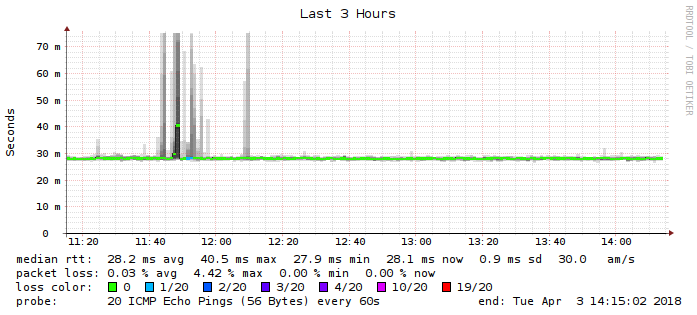 Last 3 Hours
RRDTOOL / TOBI OETIKER
Seconds
70 m
60 m
50 m
40 m
30 m
20 m
10 m
0
11:20 11:40 12:00 12:20 12:40 13:00 13:20 13:40 14:00
median rtt: 28.2 ms avg 40.5 ms max 27.9 ms min 28.1 ms now 0.9 ms sd 30.0 am/s
packet loss: 0.03 % avg 4.42 % max 0.00 % min 0.00 % now
loss color: 0 1/20 2/20 3/20 4/20 10/20 19/20
probe: 20 ICMP Echo Pings (56 Bytes) every 60s end: Tue Apr 3 14:15:02 2018